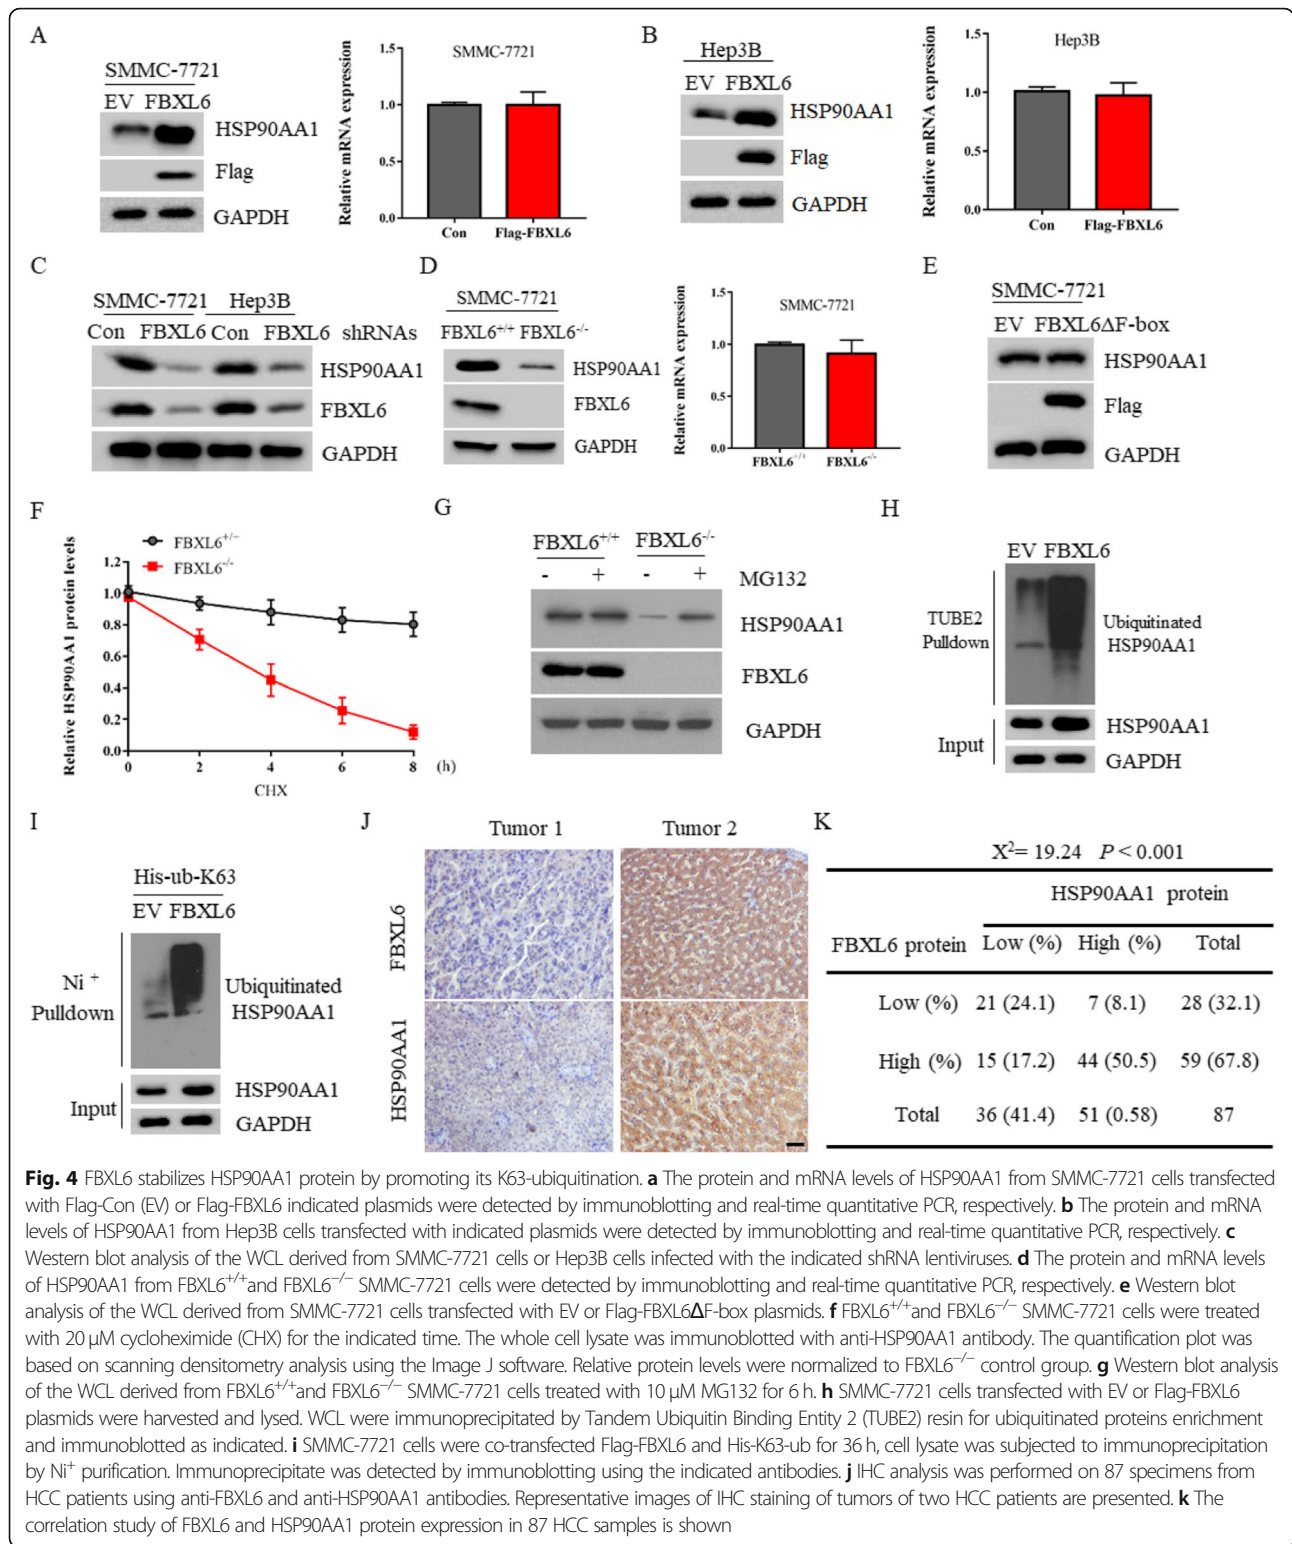 A
SMMC-7721
EV FBXL6
HSP90AA1
Flag
GAPDH
Relative mRNA expression
1.5
1.0
0.5
0.0
SMMC-7721
Con Flag-FBXL6
B
Hep3B
EV FBXL6
HSP90AA1
Flag
GAPDH
Relative mRNA expression
1.5
1.0
0.5
0.0
Hep3B
Con Flag-FBXL6
C
SMMC-7721 Hep3B
Con FBXL6 Con FBXL6 shRNAs
HSP90AA1
FBXL6
GAPDH
D
SMMC-7721
FBXL6+/+ FBXL6-/-
HSP90AA1
FBXL6
GAPDH
Relative mRNA expression
1.5
1.0
0.5
0.0
SMMC-7721
FBXL6+/+ FBXL6-/-
E
SMMC-7721
EV FBXL6ΔF-box
HSP90AA1
Flag
GAPDH
F
Relative HSP90AA1 protein levels
FBXL6+/+
FBXL6-/-
1.2
1.0
0.8
0.6
0.4
0.2
0.0
0 2 4 6 8 (h)
CHX
G
FBXL6+/+ FBXL6-/-
- + - + MG132
HSP90AA1
FBXL6
GAPDH
H
EV FBXL6
TUBE2
Pulldown
Ubiquitinated
HSP90AA1
Input
HSP90AA1
GAPDH
I
His-ub-K63
EV FBXL6
Ni +
Pulldown
Ubiquitinated
HSP90AA1
Input
HSP90AA1
GAPDH
J
Tumor 1 Tumor 2
FBXL6
HSP90AA1
K
X2= 19.24 P < 0.001
HSP90AA1 protein
FBXL6 protein Low (%) High (%) Total
Low (%) 21 (24.1) 7 (8.1) 28 (32.1)
High (%) 15 (17.2) 44 (50.5) 59 (67.8)
Total 36 (41.4) 51 (0.58) 87
Fig. 4 FBXL6 stabilizes HSP90AA1 protein by promoting its K63-ubiquitination. a The protein and mRNA levels of HSP90AA1 from SMMC-7721 cells transfected
with Flag-Con (EV) or Flag-FBXL6 indicated plasmids were detected by immunoblotting and real-time quantitative PCR, respectively. b The protein and mRNA
levels of HSP90AA1 from Hep3B cells transfected with indicated plasmids were detected by immunoblotting and real-time quantitative PCR, respectively. c
Western blot analysis of the WCL derived from SMMC-7721 cells or Hep3B cells infected with the indicated shRNA lentiviruses. d The protein and mRNA levels
of HSP90AA1 from FBXL6+/+and FBXL6−/− SMMC-7721 cells were detected by immunoblotting and real-time quantitative PCR, respectively. e Western blot
analysis of the WCL derived from SMMC-7721 cells transfected with EV or Flag-FBXL6ΔF-box plasmids. f FBXL6+/+and FBXL6−/− SMMC-7721 cells were treated
with 20 μM cycloheximide (CHX) for the indicated time. The whole cell lysate was immunoblotted with anti-HSP90AA1 antibody. The quantification plot was
based on scanning densitometry analysis using the Image J software. Relative protein levels were normalized to FBXL6−/− control group. g Western blot analysis
of the WCL derived from FBXL6+/+and FBXL6−/− SMMC-7721 cells treated with 10 μM MG132 for 6 h. h SMMC-7721 cells transfected with EV or Flag-FBXL6
plasmids were harvested and lysed. WCL were immunoprecipitated by Tandem Ubiquitin Binding Entity 2 (TUBE2) resin for ubiquitinated proteins enrichment
and immunoblotted as indicated. i SMMC-7721 cells were co-transfected Flag-FBXL6 and His-K63-ub for 36 h, cell lysate was subjected to immunoprecipitation
by Ni+ purification. Immunoprecipitate was detected by immunoblotting using the indicated antibodies. j IHC analysis was performed on 87 specimens from
HCC patients using anti-FBXL6 and anti-HSP90AA1 antibodies. Representative images of IHC staining of tumors of two HCC patients are presented. k The
correlation study of FBXL6 and HSP90AA1 protein expression in 87 HCC samples is shown